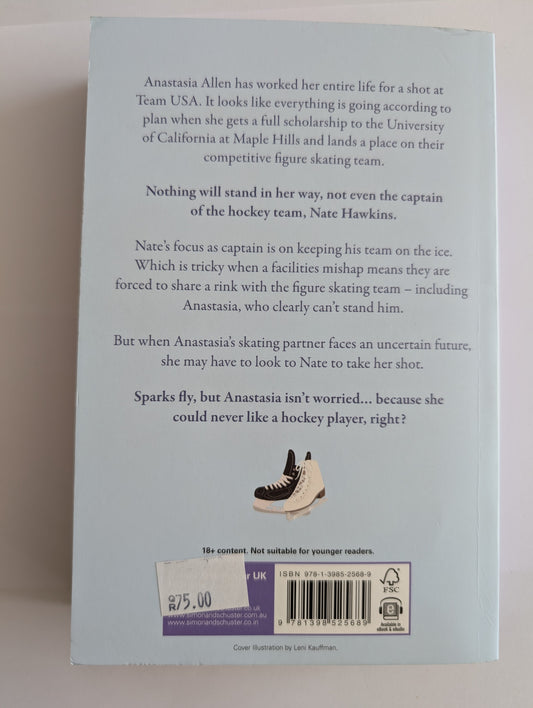 Anastasia Allen has worked her entire life for a shot at
Team USA. It looks like everything is going according to
plan when she gets a full scholarship to the University
of California at Maple Hills and lands a place on their
competitive figure skating team.
Nothing will stand in her way, not even the captain
of the hockey team, Nate Hawkins.
Nate's focus as captain is on keeping his team on the ice.
Which is tricky when a facilities mishap means they are
forced to share a rink with the figure skating team – including
Anastasia, who clearly can't stand him.
But when Anastasia's skating partner faces an uncertain future,
she may have to look to Nate to take her shot.
Sparks fly, but Anastasia isn't worried... because she
could never like a hockey player, right?
18+ content. Not suitable for younger readers.
UK
R75.00
www.simonandschuster.com.au
www.simonandschuster.co.in
ISBN 978-1-3985-2568-9
9 781398 525689
FSC
e
Available in
eBook & eAudio
Cover Illustration by Leni Kauffman.